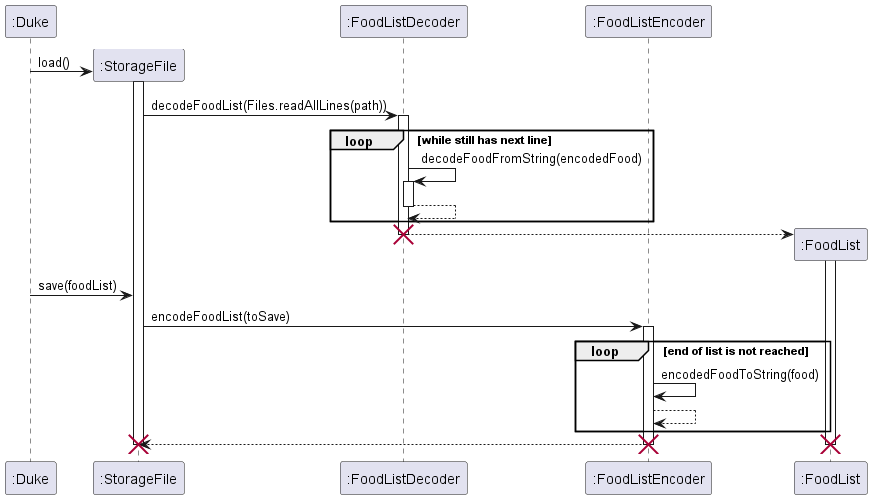 :Duke
:FoodListDecoder
:FoodListEncoder
load()
:StorageFile
decodeFoodList(Files.readAllLines(path))
loop
[while still has next line]
decodeFoodFromString(encodedFood)
:FoodList
save(foodList)
encodeFoodList(toSave)
loop
[end of list is not reached]
encodedFoodToString(food)
:Duke
:StorageFile
:FoodListDecoder
:FoodListEncoder
:FoodList